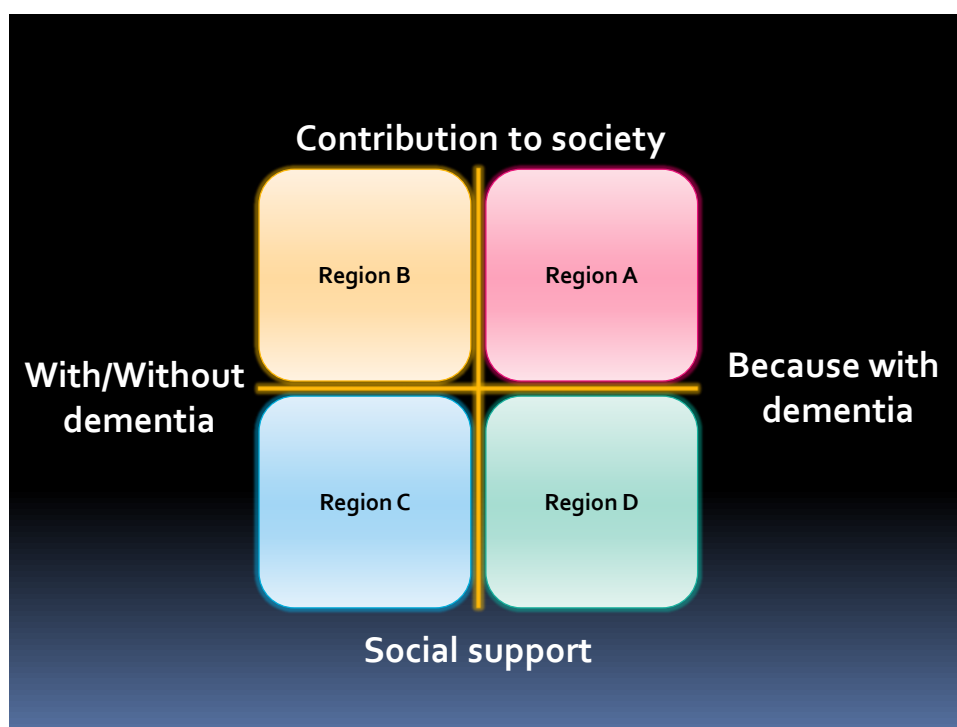 Contribution to society
Region B
Region A
With/Without
dementia
Because with
dementia
Region C
Region D
Social support